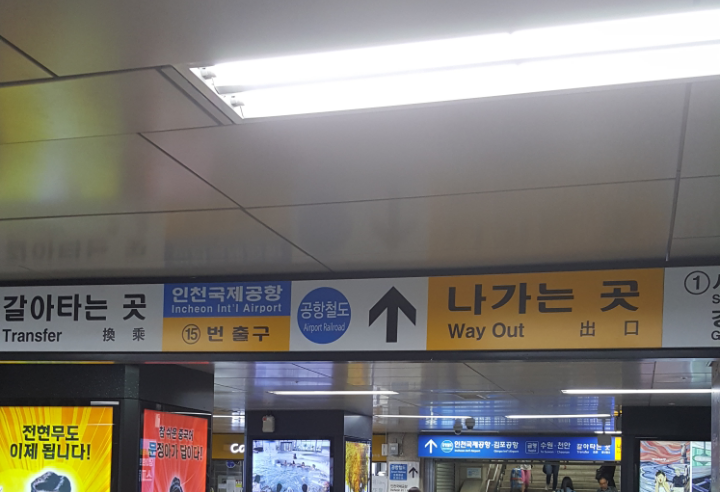 갈아타는 곳
Transfer 換乘
인천국제공항
Incheon Int'l Airport
⑮ 번 출구
공항철도
Airport Railroad
↑
나가는 곳
Way Out 出口
①
전현무도
이제 됩니다!
↑ 인천국제공항·김포공항
공항 수원·천안 갈아타는 곳